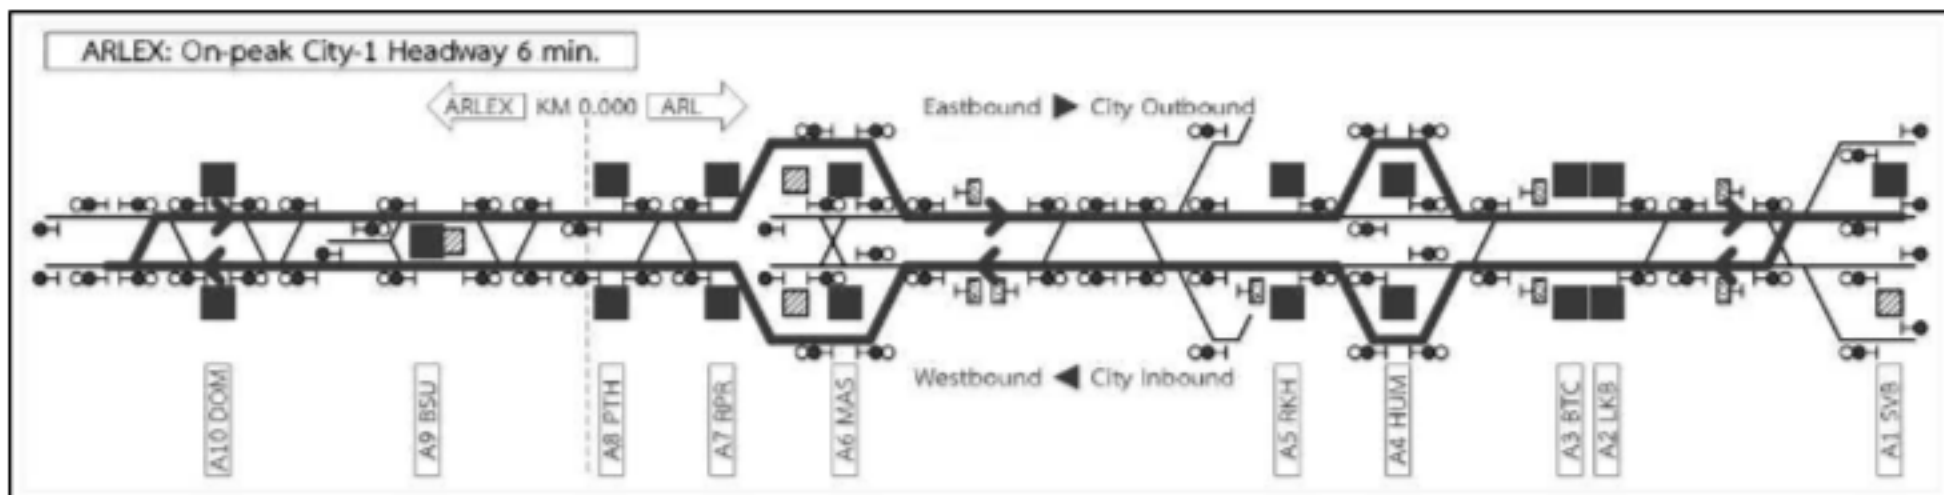 ARLEX: On-peak City-1 Headway 6 min.
ARLEX KM 0.000 ARL
Eastbound ▶ City Outbound
Westbound ◀ City Inbound
A10 DOM
A9 BSU
A8 PTH
A7 RPR
A6 MAS
A5 RKH
A4 HUM
A3 BTC
A2 LKB
A1 SVB